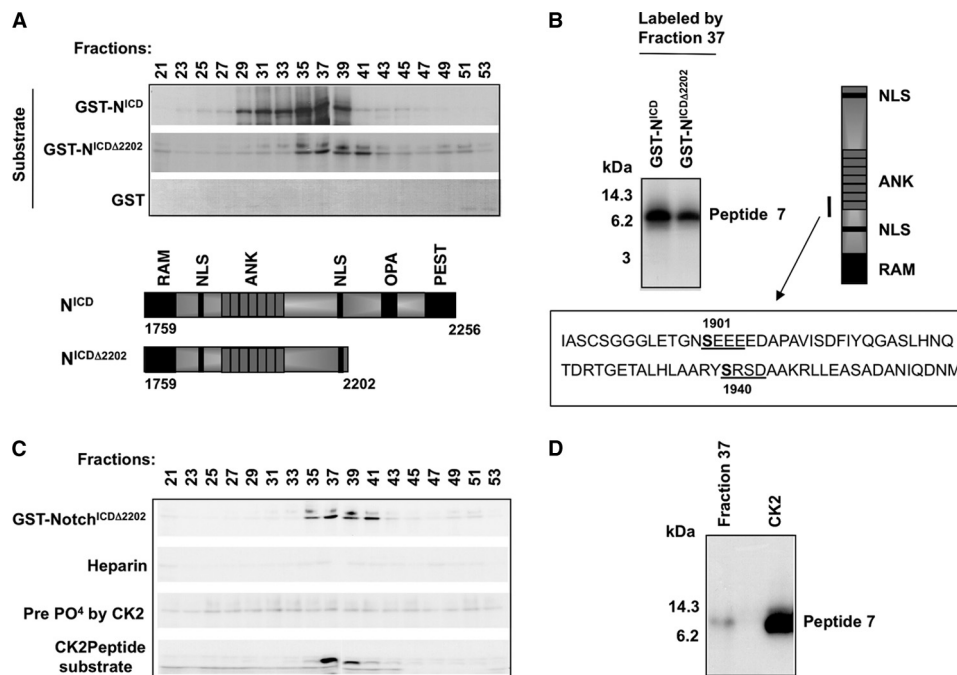 A
Fractions:
21 23 25 27 29 31 33 35 37 39 41 43 45 47 49 51 53
Substrate
GST-N^ICD
GST-N^ICDΔ2202
GST
RAM NLS ANK NLS OPA PEST
N^ICD
1759 2256
N^ICDΔ2202
1759 2202
B
Labeled by
Fraction 37
GST-N^ICD GST-N^ICDΔ2202
kDa
14.3
6.2
3
Peptide 7
NLS
ANK
NLS
RAM
1901
IASCSGGGLETGNSEEEEDAPAVISDFIYQGASLHNQ
TDRTGETALHLAARYSRSDAAKRLLEASADANIQDNM
1940
C
Fractions:
21 23 25 27 29 31 33 35 37 39 41 43 45 47 49 51 53
GST-Notch^ICDΔ2202
Heparin
Pre PO^4 by CK2
CK2Peptide
substrate
D
Fraction 37 CK2
kDa
14.3
6.2
Peptide 7